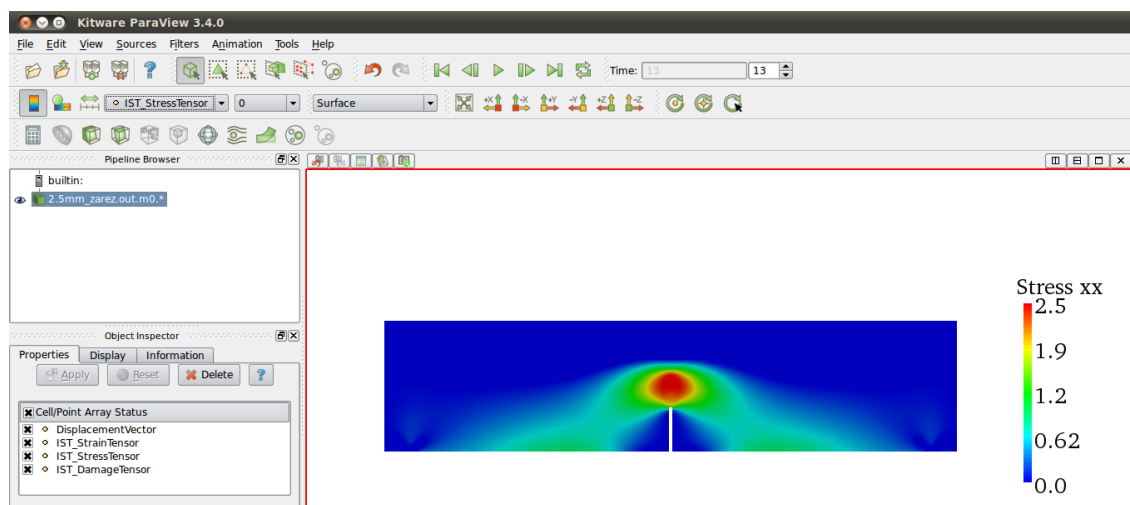 Kitware ParaView 3.4.0
File Edit View Sources Filters Animation Tools Help
Time: 13 13
IST_StressTensor 0 Surface
+X -X +Y -Y +Z -Z
Pipeline Browser
builtin:
2.5mm_zarez.out.m0.*
Object Inspector
Properties Display Information
Apply Reset Delete ?
Cell/Point Array Status
DisplacementVector
IST_StrainTensor
IST_StressTensor
IST_DamageTensor
Stress xx
2.5
1.9
1.2
0.62
0.0